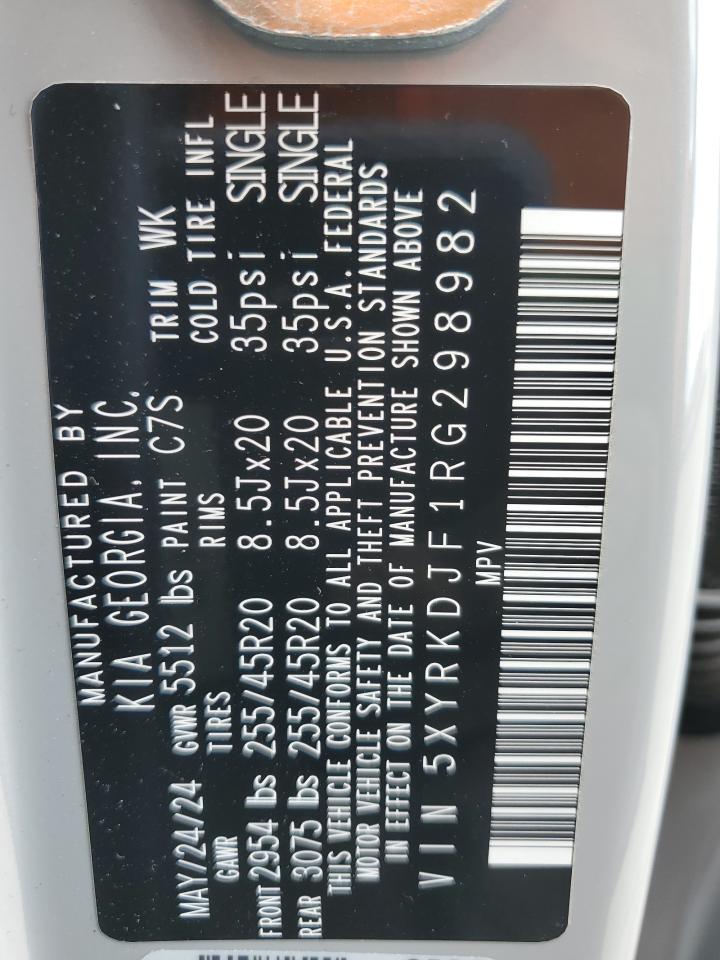 MANUFACTURED BY
KIA GEORGIA, INC.
MAY/24/24 GVWR 5512 lbs PAINT C7S TRIM WK
GAWR TIRES RIMS COLD TIRE INFL
FRONT 2954 lbs 255/45R20 8.5Jx20 35psi SINGLE
REAR 3075 lbs 255/45R20 8.5Jx20 35psi SINGLE
THIS VEHICLE CONFORMS TO ALL APPLICABLE U.S.A. FEDERAL
MOTOR VEHICLE SAFETY AND THEFT PREVENTION STANDARDS
IN EFFECT ON THE DATE OF MANUFACTURE SHOWN ABOVE
VIN 5XYRKDJF1RG298982
MPV